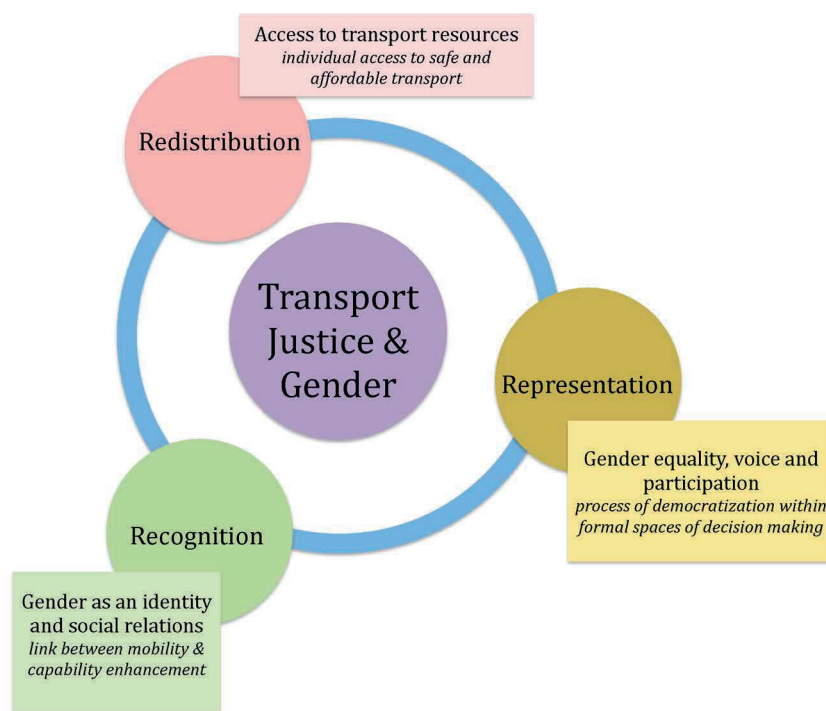 Access to transport resources
individual access to safe and
affordable transport
Redistribution
Transport
Justice &
Gender
Representation
Gender equality, voice and
participation
process of democratization within
formal spaces of decision making
Recognition
Gender as an identity
and social relations
link between mobility &
capability enhancement